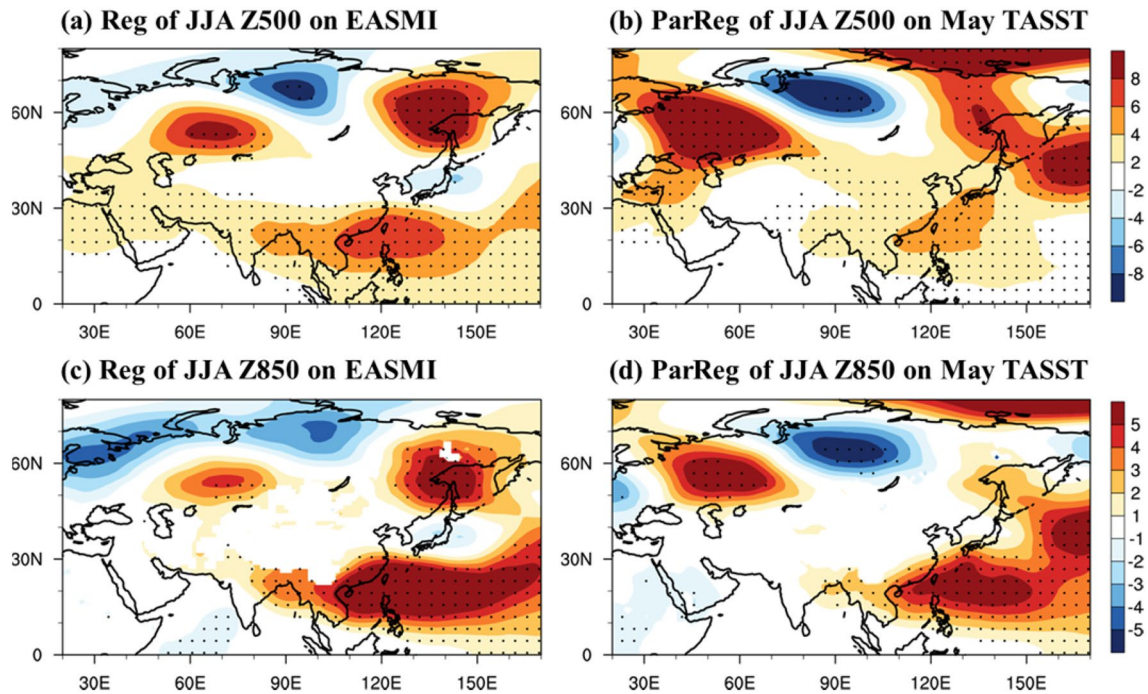 (a) Reg of JJA Z500 on EASMI
(b) ParReg of JJA Z500 on May TASST
60N
30N
0
30E 60E 90E 120E 150E
30E 60E 90E 120E 150E
60N
30N
0
8
6
4
2
-2
-4
-6
-8
(c) Reg of JJA Z850 on EASMI
(d) ParReg of JJA Z850 on May TASST
60N
30N
0
30E 60E 90E 120E 150E
30E 60E 90E 120E 150E
60N
30N
0
5
4
3
2
1
-1
-2
-3
-4
-5